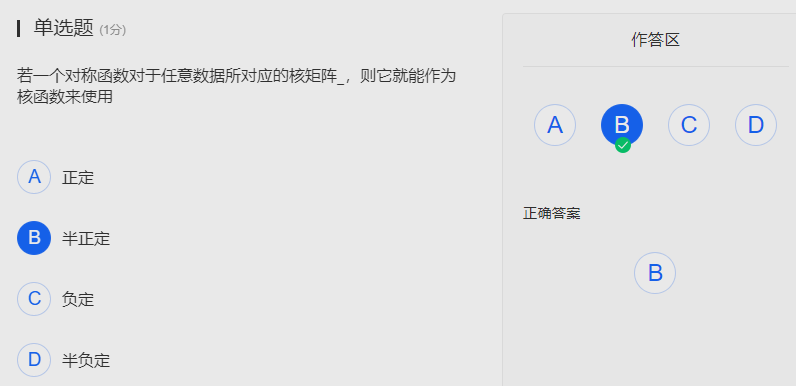 单选题 (1分)
若一个对称函数对于任意数据所对应的核矩阵_，则它就能作为
核函数来使用
A 正定
B 半正定
C 负定
D 半负定
作答区
A B C D
正确答案
B